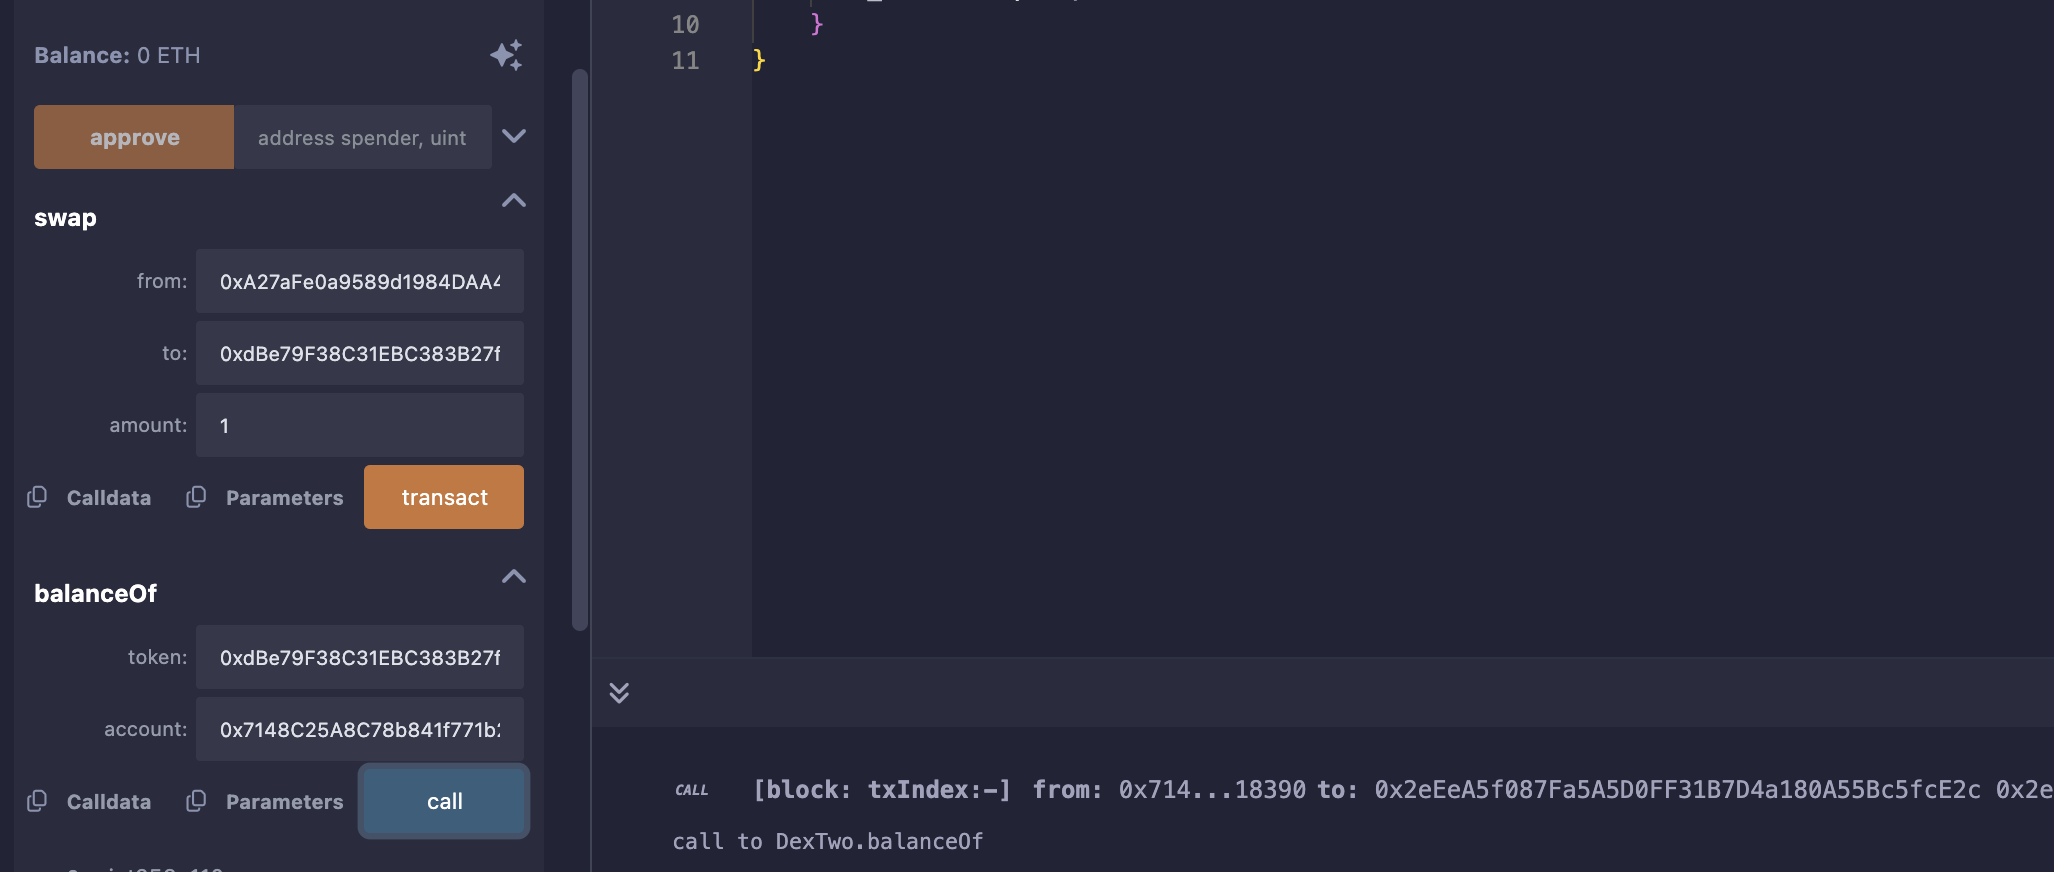 Balance: 0 ETH
approve
address spender, uint
swap
from:
0xA27aFe0a9589d1984DAA4
to:
0xdBe79F38C31EBC383B27f
amount:
1
Calldata
Parameters
transact
balanceOf
token:
0xdBe79F38C31EBC383B27f
account:
0x7148C25A8C78b841f771b
Calldata
Parameters
call
10 }
11 }
CALL [block: txIndex:-] from: 0x714...18390 to: 0x2eEeA5f087Fa5A5D0FF31B7D4a180A55Bc5fcE2c 0x2e
call to DexTwo.balanceOf